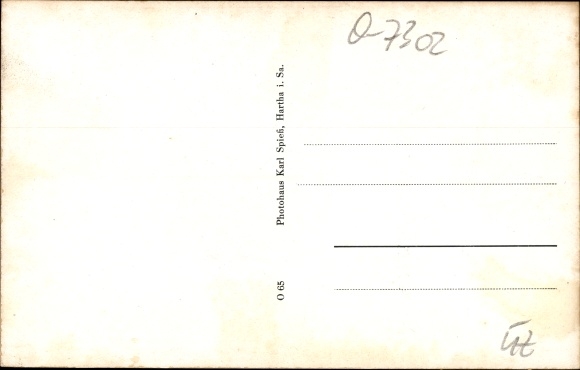 O-7302
Photohaus Karl Spieß, Hartha i. Sa.
O 65